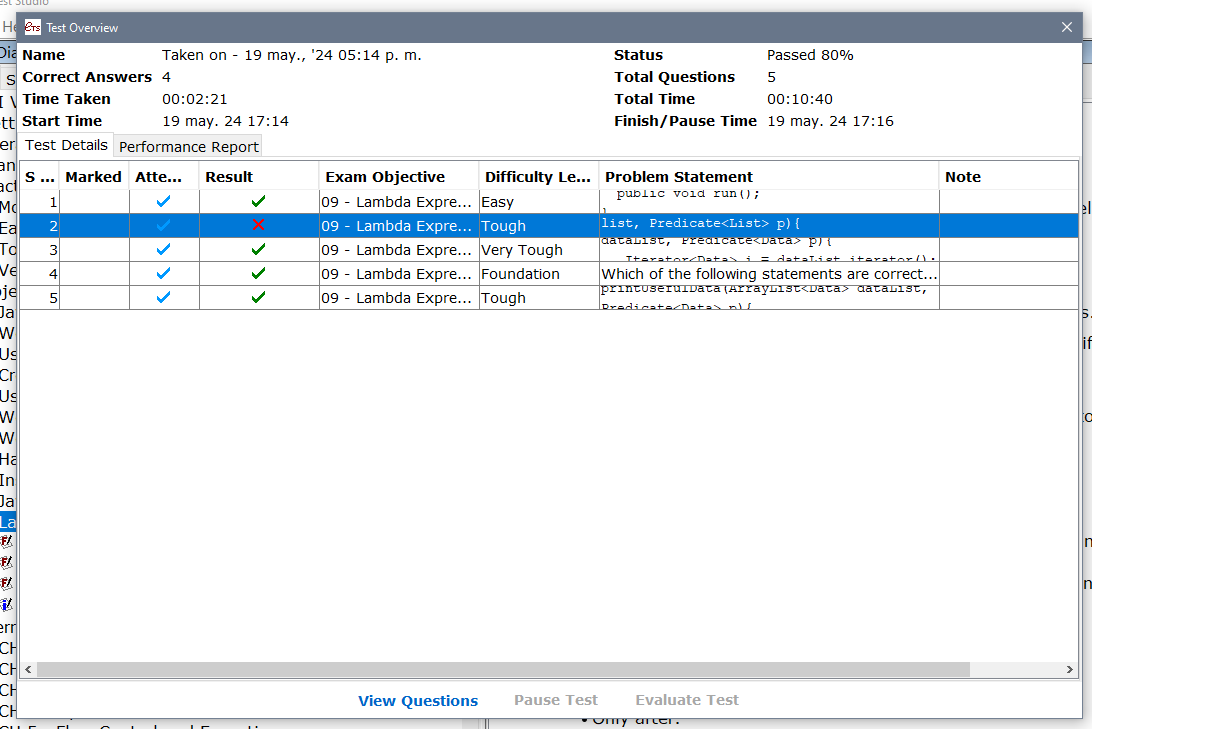 est Studio
He
ETS Test Overview
Name Taken on - 19 may., '24 05:14 p. m. Status Passed 80%
Correct Answers 4 Total Questions 5
Time Taken 00:02:21 Total Time 00:10:40
Start Time 19 may. 24 17:14 Finish/Pause Time 19 may. 24 17:16
Test Details Performance Report
S ... Marked Atte... Result Exam Objective Difficulty Le... Problem Statement Note
1 09 - Lambda Expre... Easy public void run();
2 09 - Lambda Expre... Tough list, Predicate<List> p){
3 09 - Lambda Expre... Very Tough dataList, Predicate<Data> p){
Iterator<Data> i = dataList.iterator();
4 09 - Lambda Expre... Foundation Which of the following statements are correct...
5 09 - Lambda Expre... Tough printUsefulData(ArrayList<Data> dataList,
Predicate<Data> p){
View Questions Pause Test Evaluate Test
• Only after: